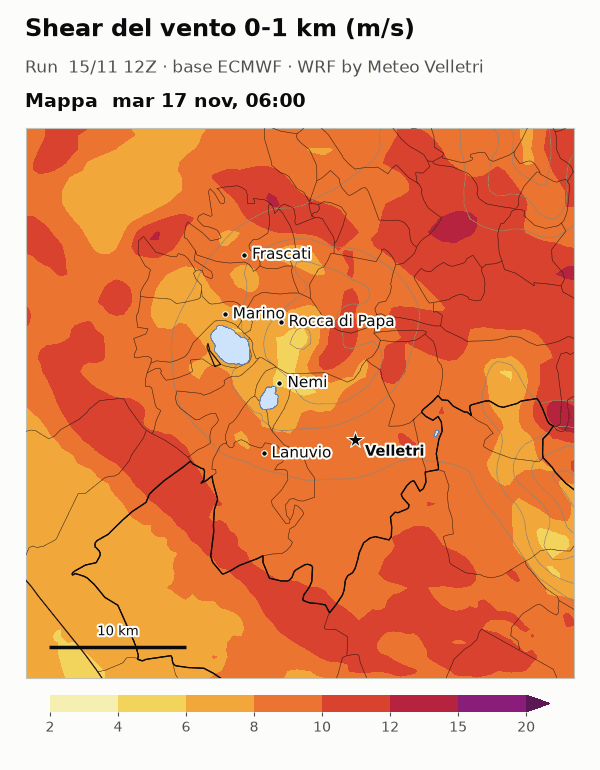 Shear del vento 0-1 km (m/s)
Run 15/11 12Z · base ECMWF · WRF by Meteo Velletri
Mappa mar 17 nov, 06:00
Frascati
Marino
Rocca di Papa
Nemi
Velletri
Lanuvio
10 km
2 4 6 8 10 12 15 20